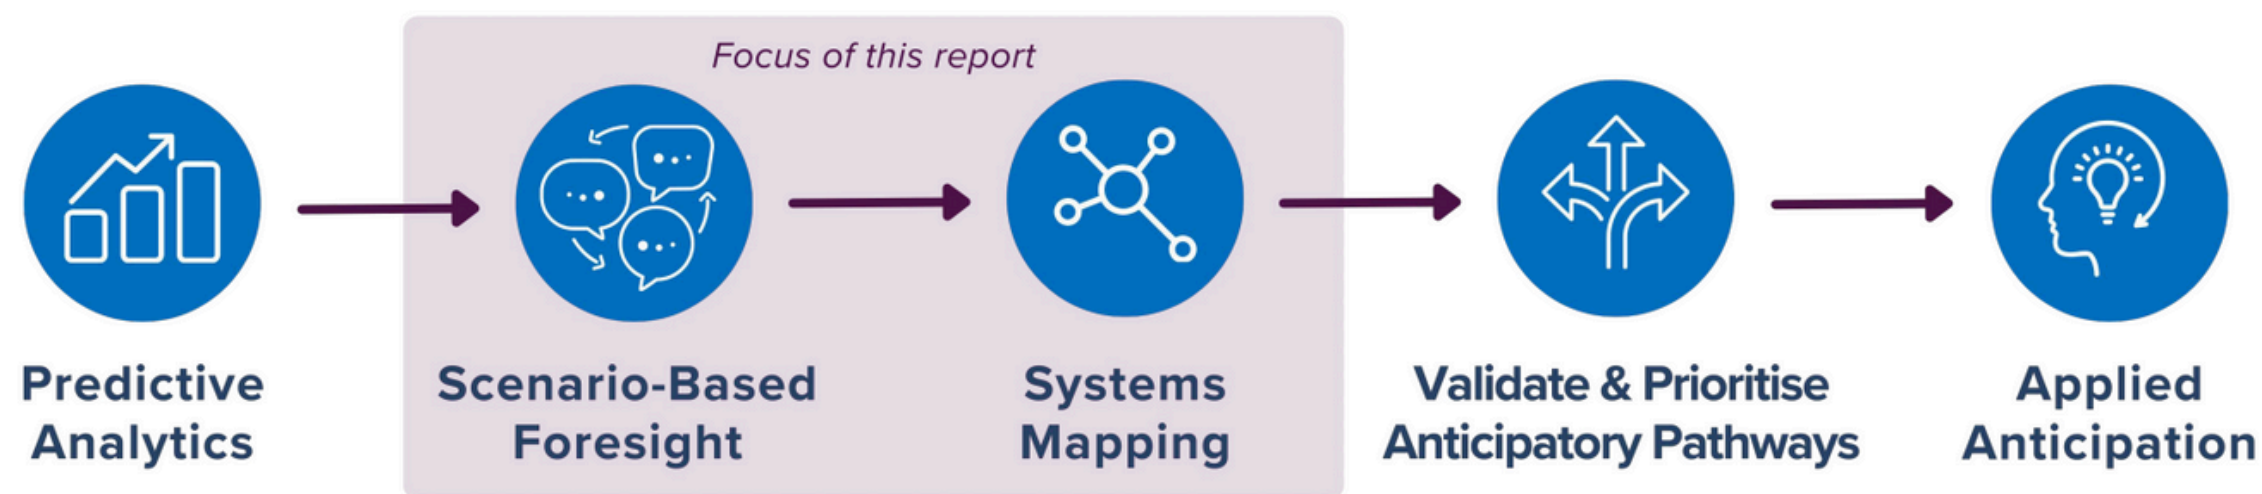 Focus of this report
Predictive
Analytics
Scenario-Based
Foresight
Systems
Mapping
Validate & Prioritise
Anticipatory Pathways
Applied
Anticipation